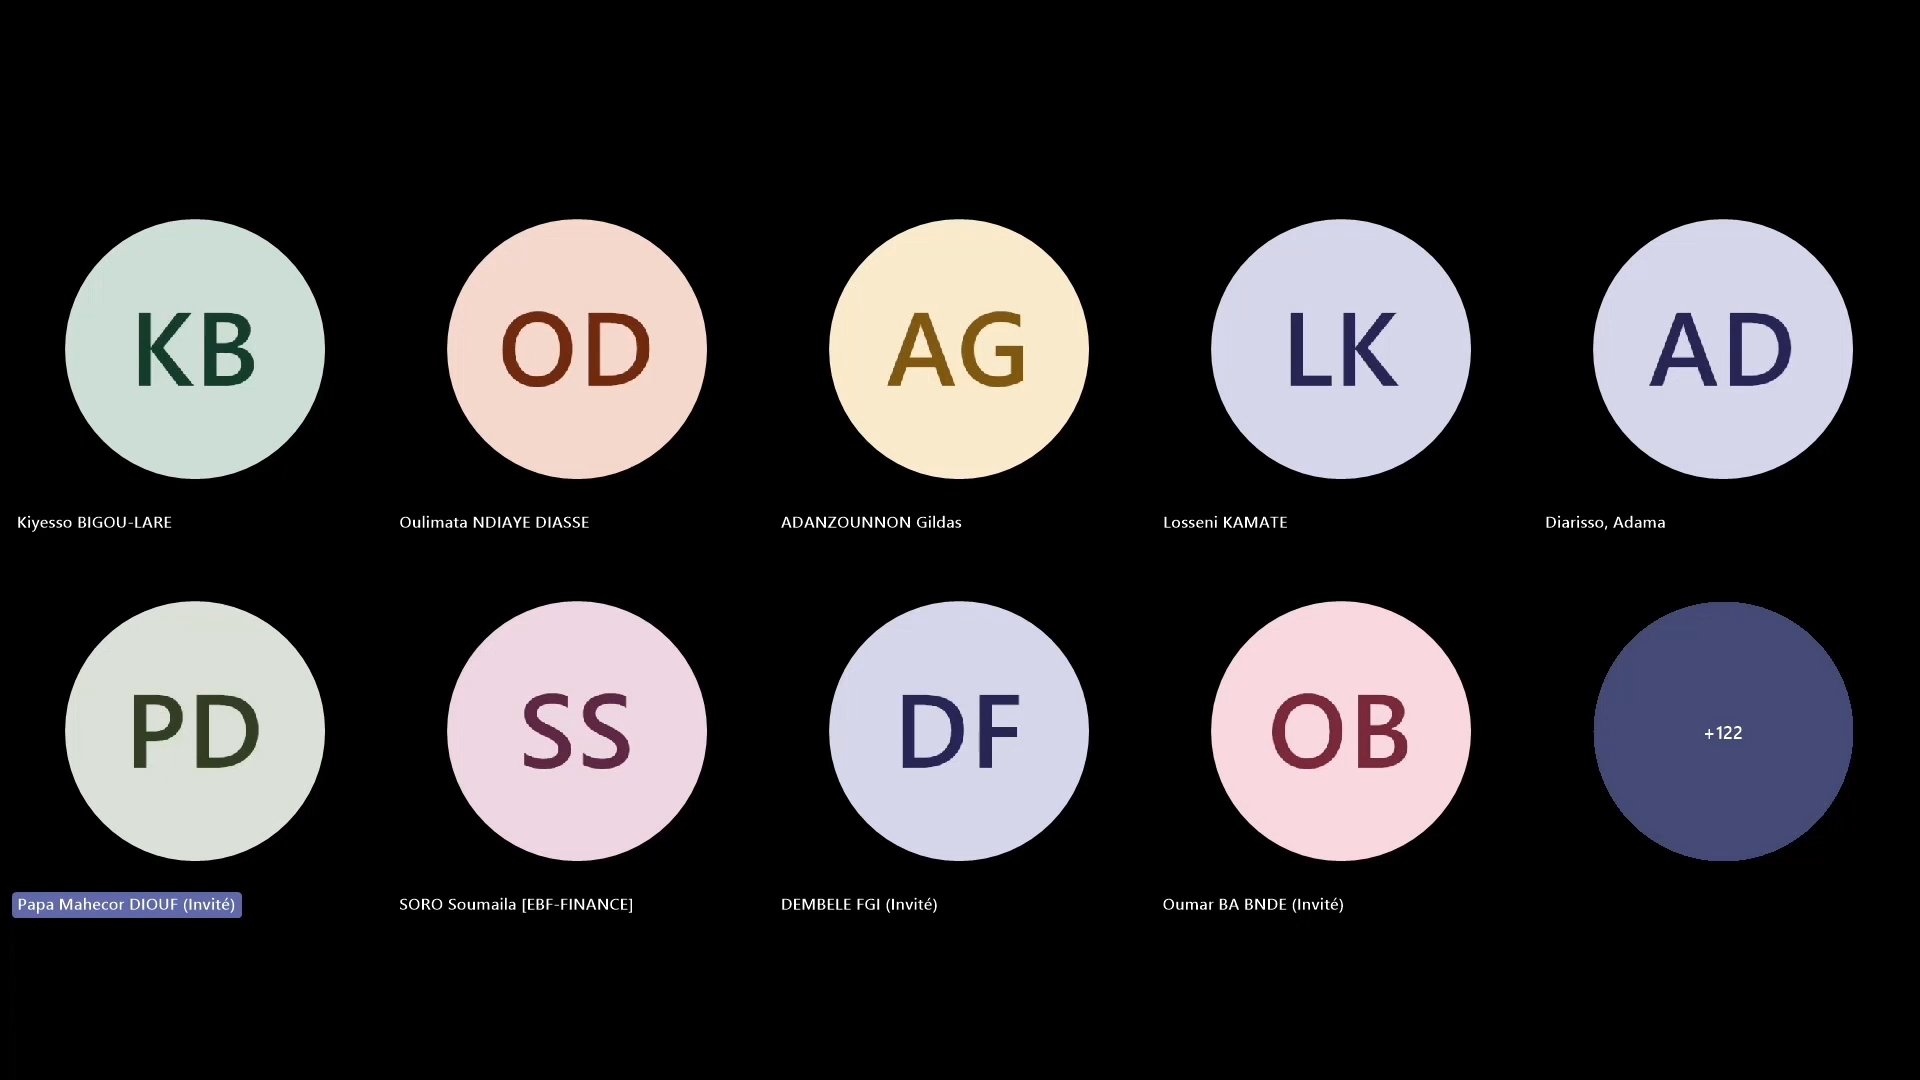 KB
OD
AG
LK
AD
Kiyesso BIGOU-LARE
Oulimata NDIAYE DIASSE
ADANZOUNNON Gildas
Losseni KAMATE
Diarisso, Adama
PD
SS
DF
OB
+122
Papa Mahecor DIOUF (Invité)
SORO Soumaila [EBF-FINANCE]
DEMBELE FGI (Invité)
Oumar BA BNDE (Invité)